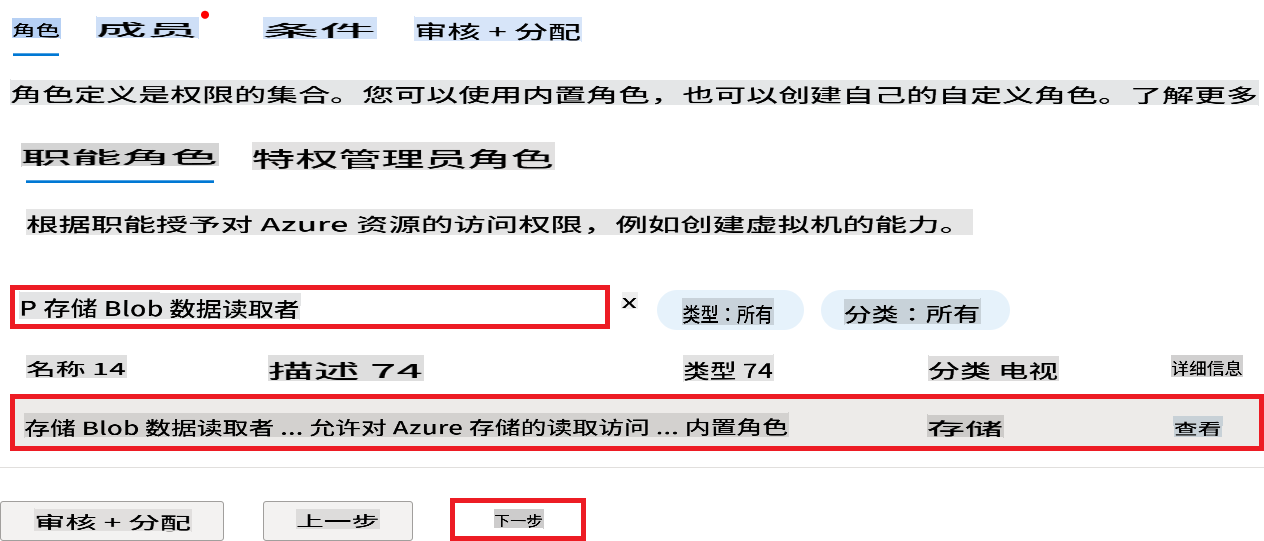 角色 成员 条件 审核 + 分配
角色定义是权限的集合。您可以使用内置角色，也可以创建自己的自定义角色。了解更多
职能角色 特权管理员角色
根据职能授予对 Azure 资源的访问权限，例如创建虚拟机的能力。
P 存储 Blob 数据读取者 x 类型：所有 分类：所有
名称 14 描述 74 类型 74 分类 电视 详细信息
存储 Blob 数据读取者 ... 允许对 Azure 存储的读取访问 ... 内置角色 存储 查看
审核 + 分配 上一步 下一步